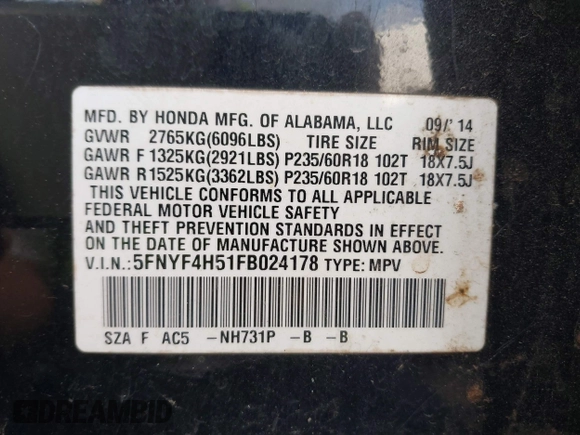 MFD. BY HONDA MFG. OF ALABAMA, LLC 09/'14
GVWR 2765KG(6096LBS) TIRE SIZE RIM SIZE
GAWR F 1325KG(2921LBS) P235/60R18 102T 18X7.5J
GAWR R1525KG(3362LBS) P235/60R18 102T 18X7.5J
THIS VEHICLE CONFORMS TO ALL APPLICABLE
FEDERAL MOTOR VEHICLE SAFETY
AND THEFT PREVENTION STANDARDS IN EFFECT
ON THE DATE OF MANUFACTURE SHOWN ABOVE.
V.I.N.:5FNYF4H51FB024178 TYPE: MPV
SZA F AC5 -NH731P -B -B
DREAMBID